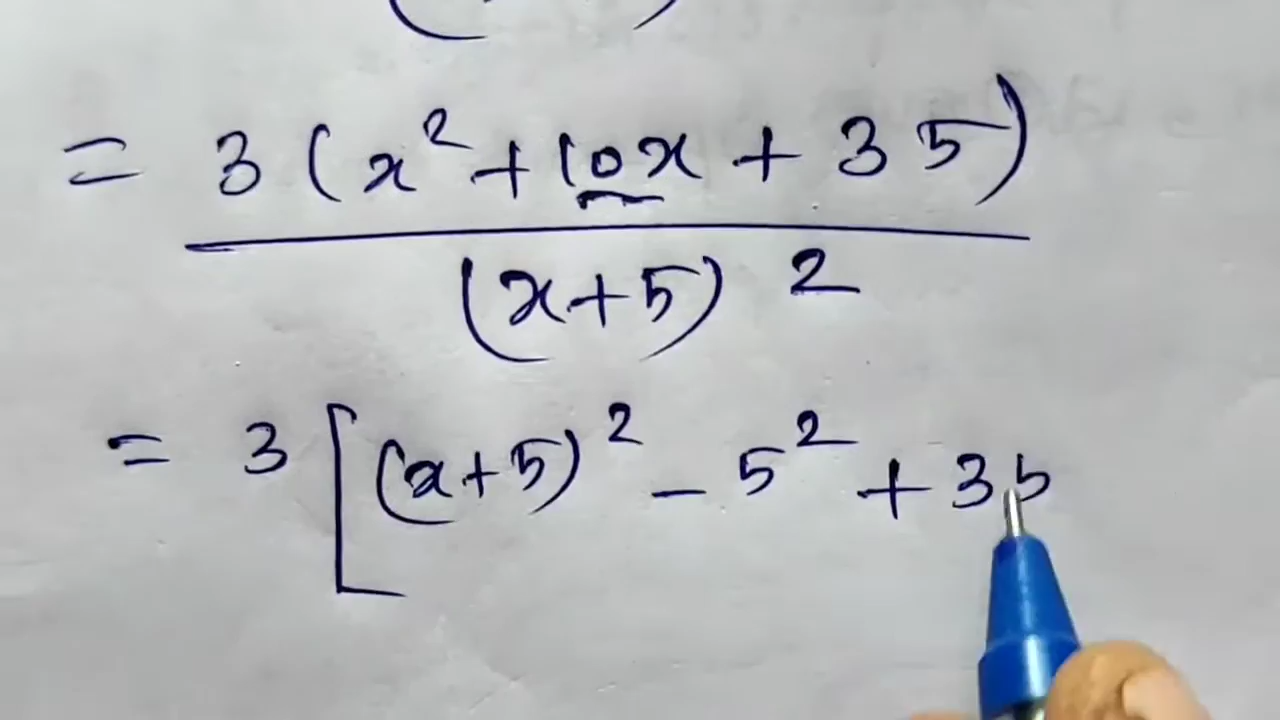 = 3 (x² + 10x + 35)
(x+5) 2
= 3 [(x+5)² - 5² + 35